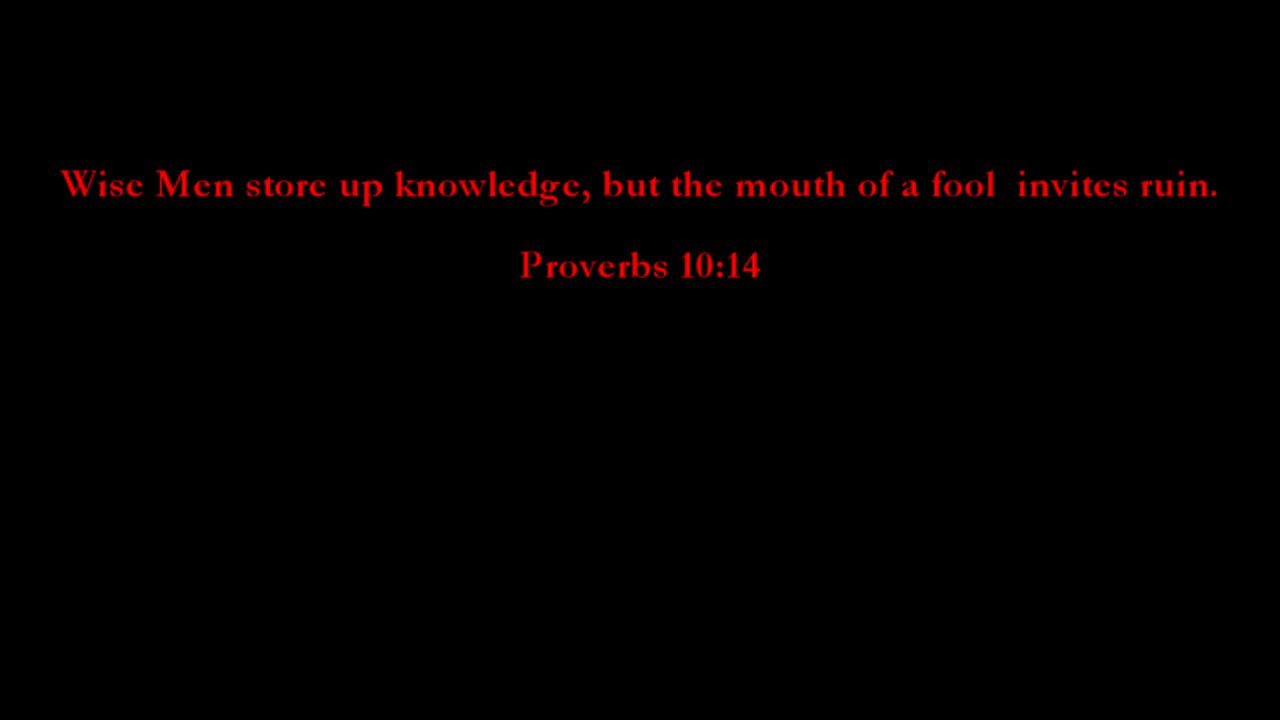 Wise Men store up knowledge, but the mouth of a fool  invites ruin.
Proverbs 10:14